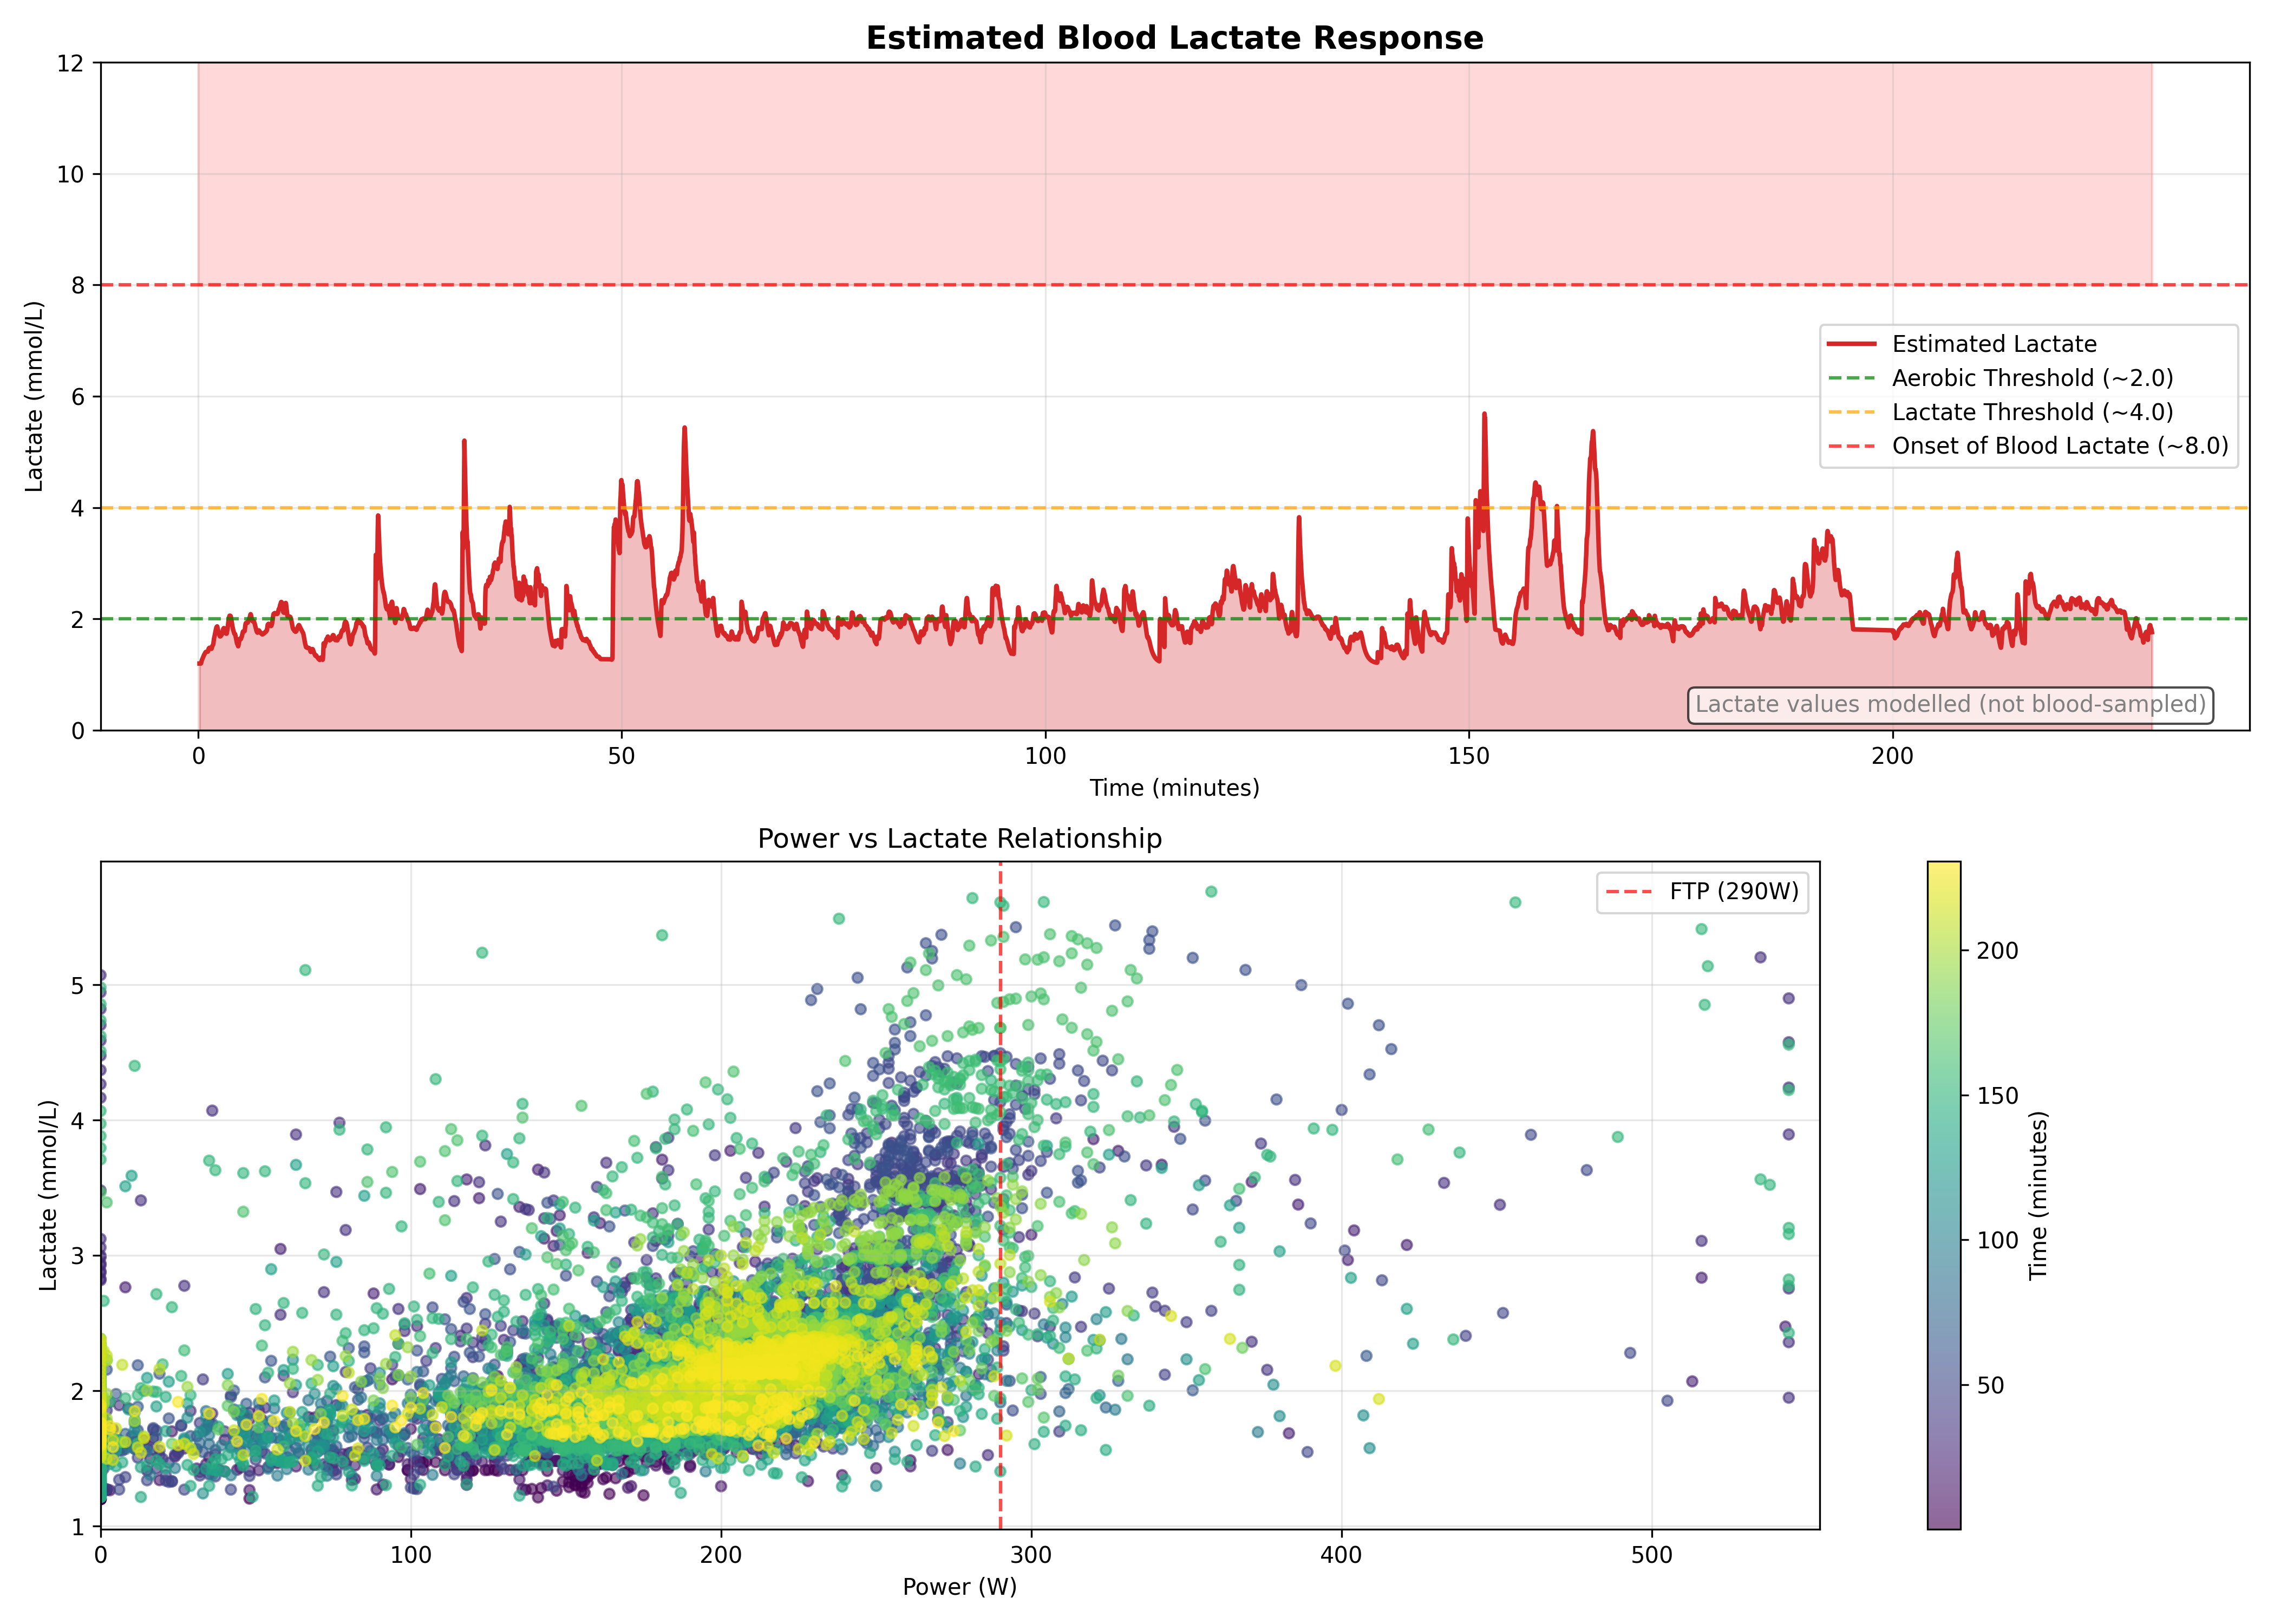 Estimated Blood Lactate Response
12
10
8
6
4
2
0
Lactate (mmol/L)
Estimated Lactate
Aerobic Threshold (~2.0)
Lactate Threshold (~4.0)
Onset of Blood Lactate (~8.0)
Lactate values modelled (not blood-sampled)
0 50 100 150 200
Time (minutes)
Power vs Lactate Relationship
FTP (290W)
5
4
3
2
1
Lactate (mmol/L)
0 100 200 300 400 500
Power (W)
200
150
100
50
Time (minutes)